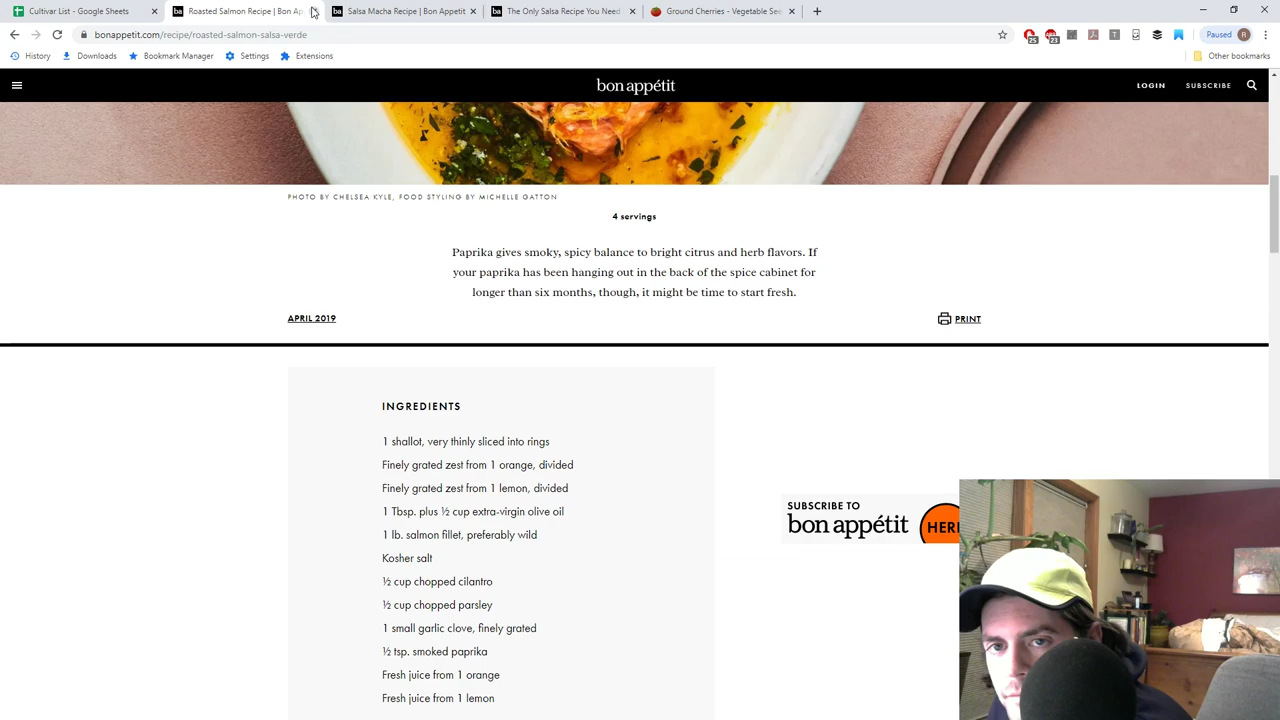 Cultivar List - Google Sheets
Roasted Salmon Recipe | Bon Ap
Salsa Macha Recipe | Bon Appetit
The Only Salsa Recipe You Need
Ground Cherries - Vegetable See
bonappetit.com/recipe/roasted-salmon-salsa-verde
25
23
Paused
R
History
Downloads
Bookmark Manager
Settings
Extensions
Other bookmarks
bon appétit
LOGIN
SUBSCRIBE
PHOTO BY CHELSEA KYLE, FOOD STYLING BY MICHELLE GATTON
4 servings
Paprika gives smoky, spicy balance to bright citrus and herb flavors. If
your paprika has been hanging out in the back of the spice cabinet for
longer than six months, though, it might be time to start fresh.
APRIL 2019
PRINT
INGREDIENTS
1 shallot, very thinly sliced into rings
Finely grated zest from 1 orange, divided
Finely grated zest from 1 lemon, divided
1 Tbsp. plus ½ cup extra-virgin olive oil
1 lb. salmon fillet, preferably wild
Kosher salt
½ cup chopped cilantro
½ cup chopped parsley
1 small garlic clove, finely grated
½ tsp. smoked paprika
Fresh juice from 1 orange
Fresh juice from 1 lemon
SUBSCRIBE TO
bon appétit